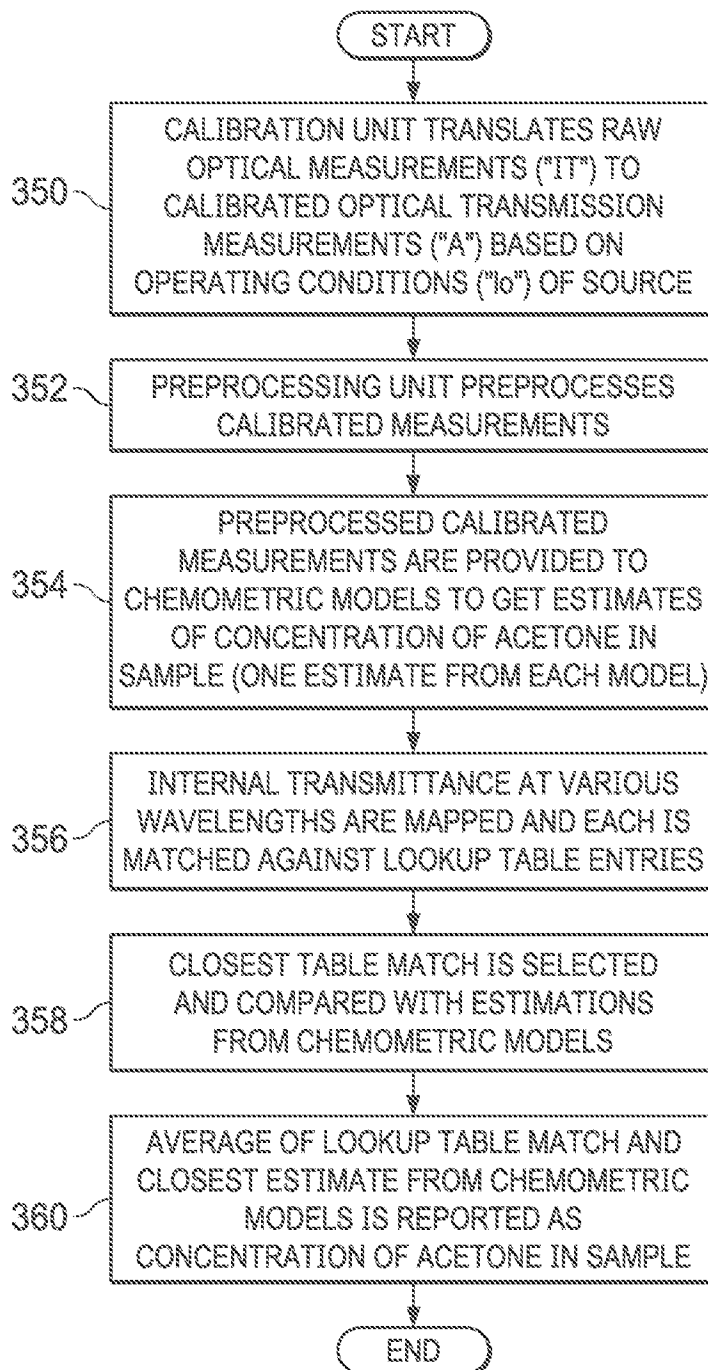 START
350
CALIBRATION UNIT TRANSLATES RAW
OPTICAL MEASUREMENTS ("IT") TO
CALIBRATED OPTICAL TRANSMISSION
MEASUREMENTS ("A") BASED ON
OPERATING CONDITIONS ("Io") OF SOURCE
352
PREPROCESSING UNIT PREPROCESSES
CALIBRATED MEASUREMENTS
354
PREPROCESSED CALIBRATED
MEASUREMENTS ARE PROVIDED TO
CHEMOMETRIC MODELS TO GET ESTIMATES
OF CONCENTRATION OF ACETONE IN
SAMPLE (ONE ESTIMATE FROM EACH MODEL)
356
INTERNAL TRANSMITTANCE AT VARIOUS
WAVELENGTHS ARE MAPPED AND EACH IS
MATCHED AGAINST LOOKUP TABLE ENTRIES
358
CLOSEST TABLE MATCH IS SELECTED
AND COMPARED WITH ESTIMATIONS
FROM CHEMOMETRIC MODELS
360
AVERAGE OF LOOKUP TABLE MATCH AND
CLOSEST ESTIMATE FROM CHEMOMETRIC
MODELS IS REPORTED AS
CONCENTRATION OF ACETONE IN SAMPLE
END